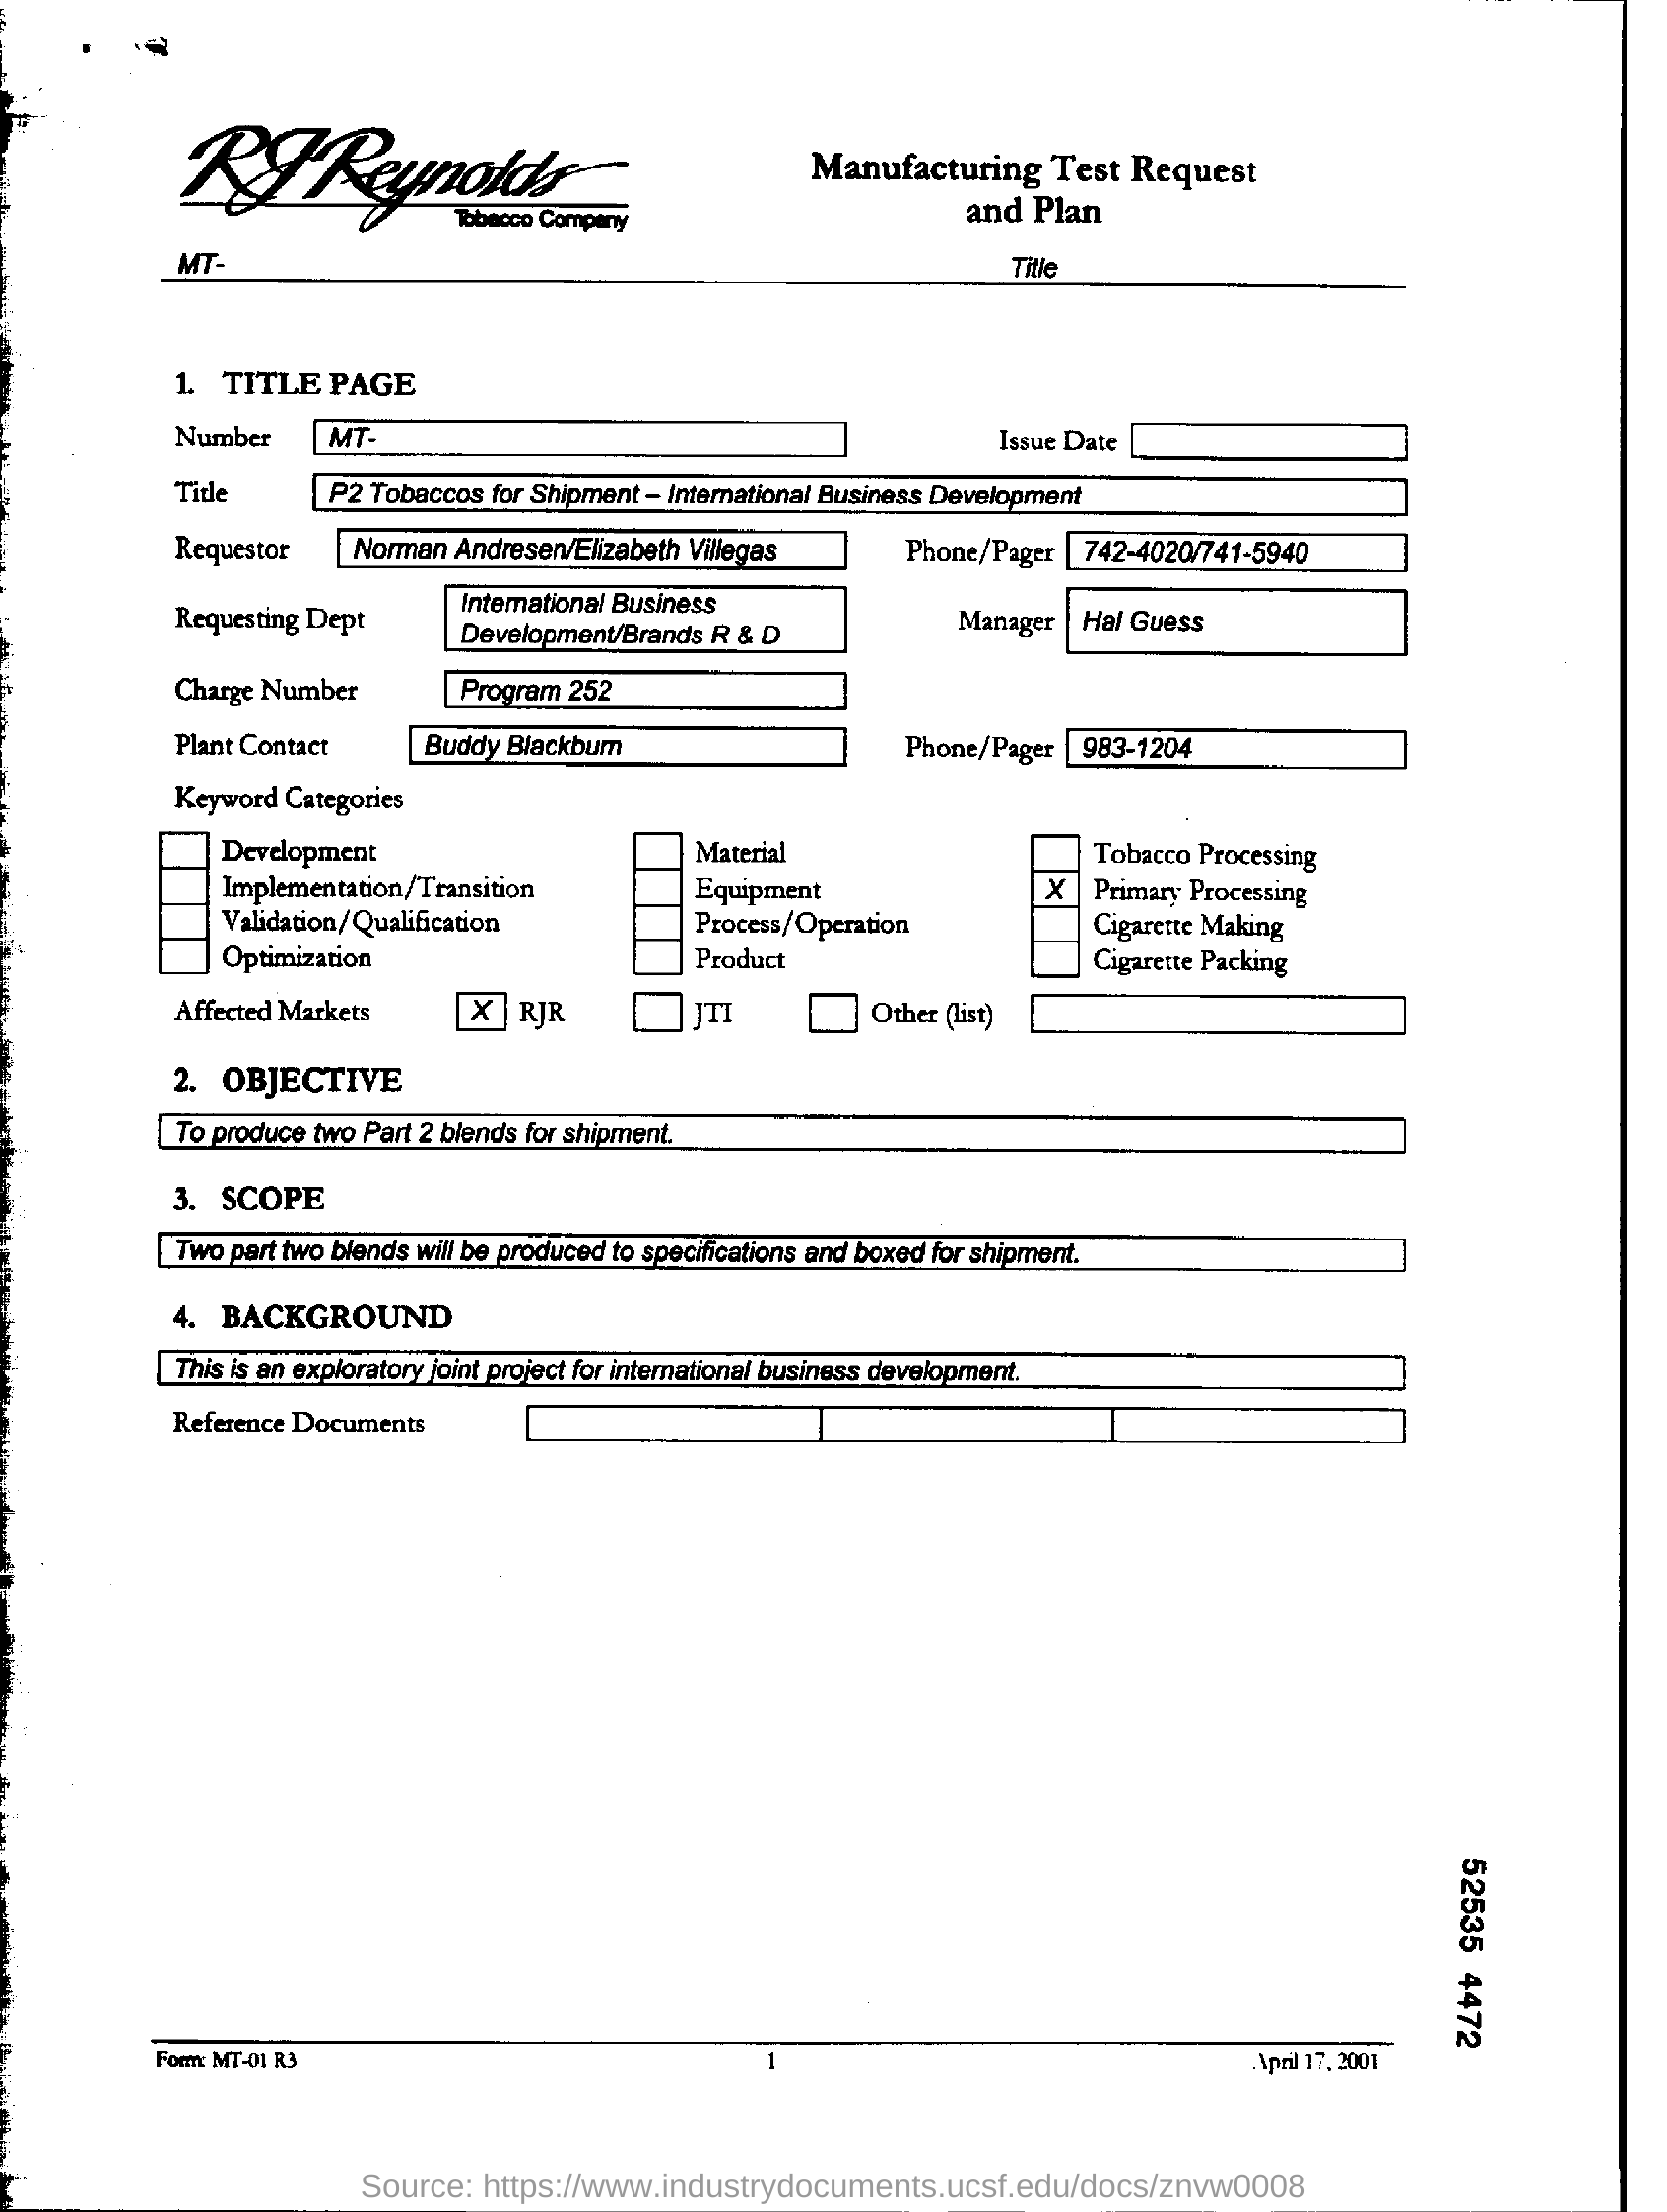 RJReynolds
Tobacco Company
Manufacturing Test Request
and Plan
MT- Title
1. TITLE PAGE
Number MT- Issue Date
Title P2 Tobaccos for Shipment – International Business Development
Requestor Norman Andresen/Elizabeth Villegas Phone/Pager 742-4020/741-5940
Requesting Dept International Business
Development/Brands R & D Manager Hal Guess
Charge Number Program 252
Plant Contact Buddy Blackburn Phone/Pager 983-1204
Keyword Categories
Development Material Tobacco Processing
Implementation/Transition Equipment X Primary Processing
Validation/Qualification Process/Operation Cigarette Making
Optimization Product Cigarette Packing
Affected Markets X RJR JTI Other (list)
2. OBJECTIVE
To produce two Part 2 blends for shipment.
3. SCOPE
Two part two blends will be produced to specifications and boxed for shipment.
4. BACKGROUND
This is an exploratory joint project for international business development.
Reference Documents
52535 4472
Form: MT-01 R3 1 April 17, 2001
Source: https://www.industrydocuments.ucsf.edu/docs/znvw0008